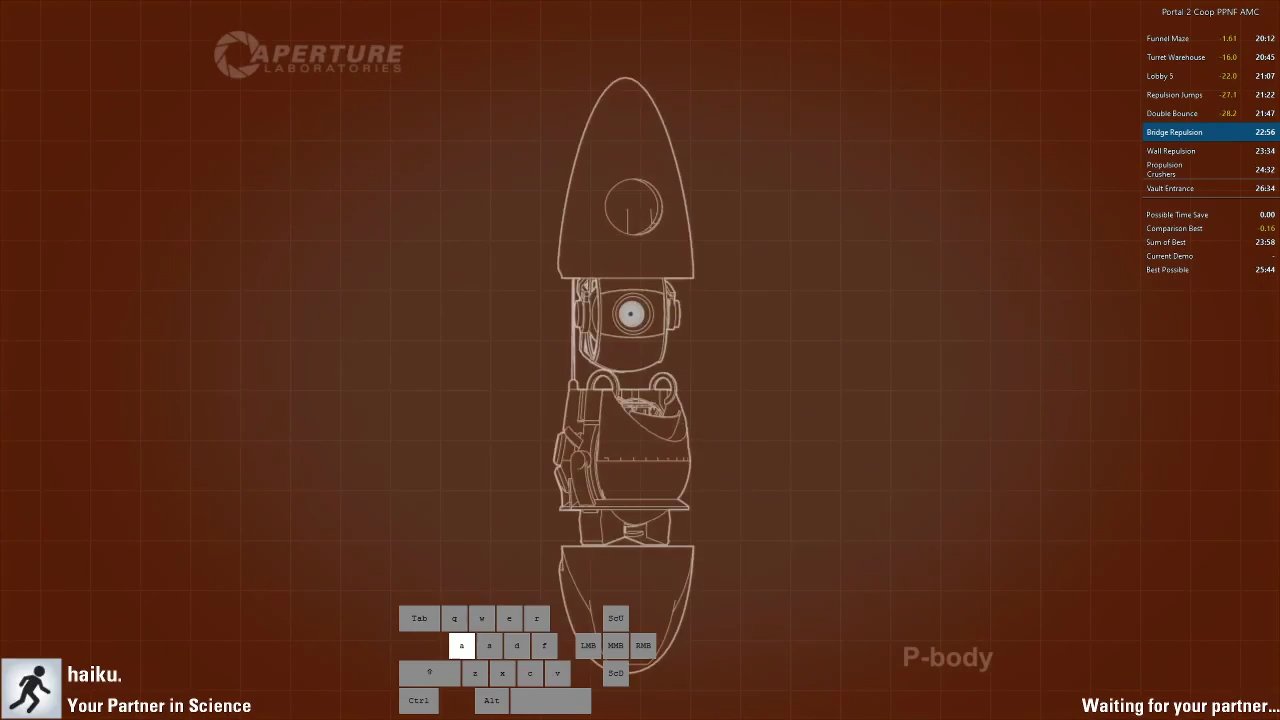 APERTURE
LABORATORIES
Portal 2 Coop PPNF AMC
Funnel Maze -1.61 20:12
Turret Warehouse -16.0 20:45
Lobby 5 -22.0 21:07
Repulsion Jumps -27.1 21:22
Double Bounce -28.2 21:47
Bridge Repulsion 22:56
Wall Repulsion 23:34
Propulsion
Crushers 24:32
Vault Entrance 26:34
Possible Time Save 0.00
Comparison Best -0.16
Sum of Best 23:58
Current Demo -
Best Possible 25:44
Tab q w e r ScU
a s d f LMB MMB RMB
⇧ z x c v ScD
Ctrl Alt
P-body
haiku.
Your Partner in Science
Waiting for your partner...